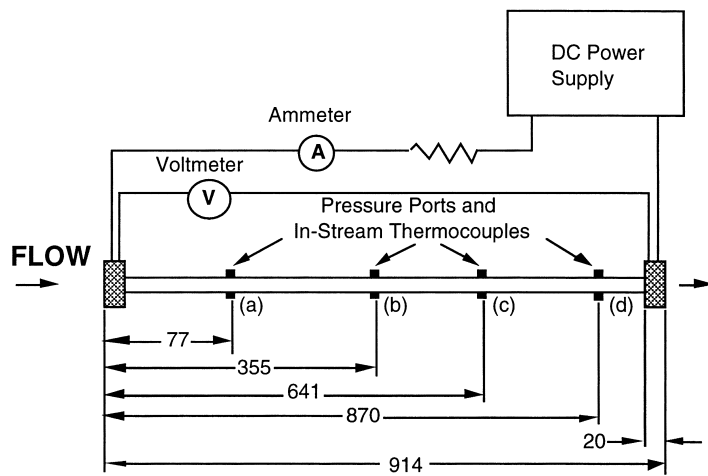 DC Power
Supply
Ammeter
A
Voltmeter
V
Pressure Ports and
In-Stream Thermocouples
FLOW
(a)
(b)
(c)
(d)
77
355
641
870
20
914